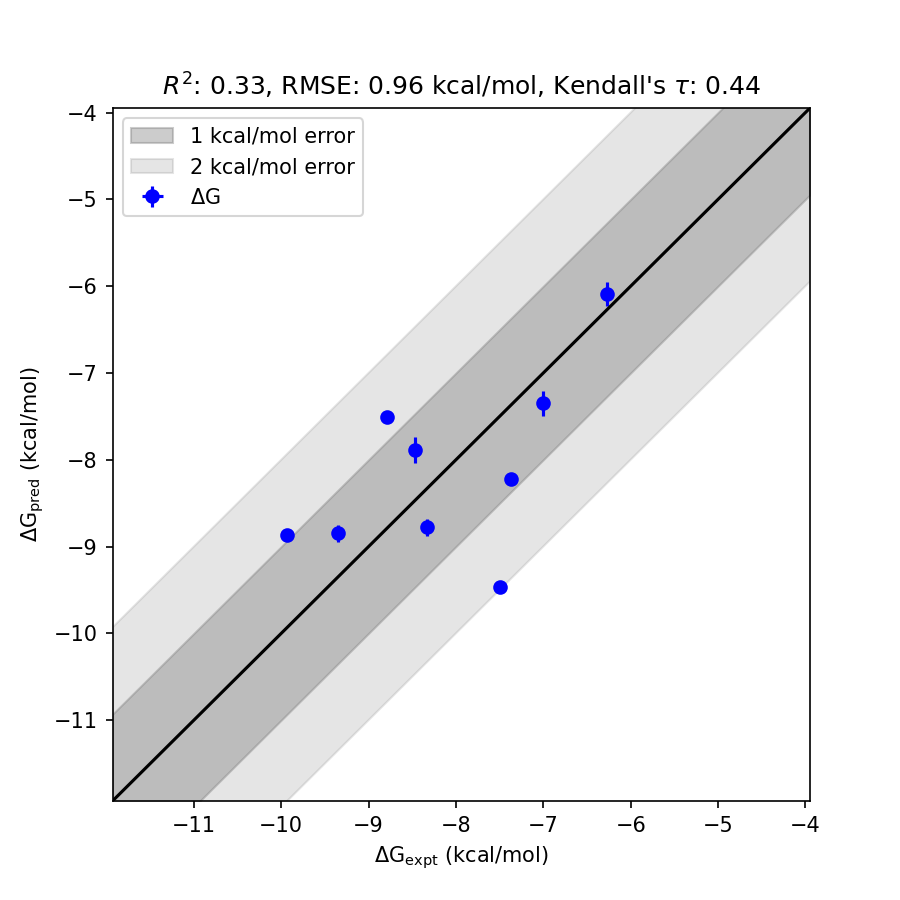 R²: 0.33, RMSE: 0.96 kcal/mol, Kendall's τ: 0.44
1 kcal/mol error
2 kcal/mol error
ΔG
−4
−5
−6
−7
−8
−9
−10
−11
ΔG_pred (kcal/mol)
−11 −10 −9 −8 −7 −6 −5 −4
ΔG_expt (kcal/mol)